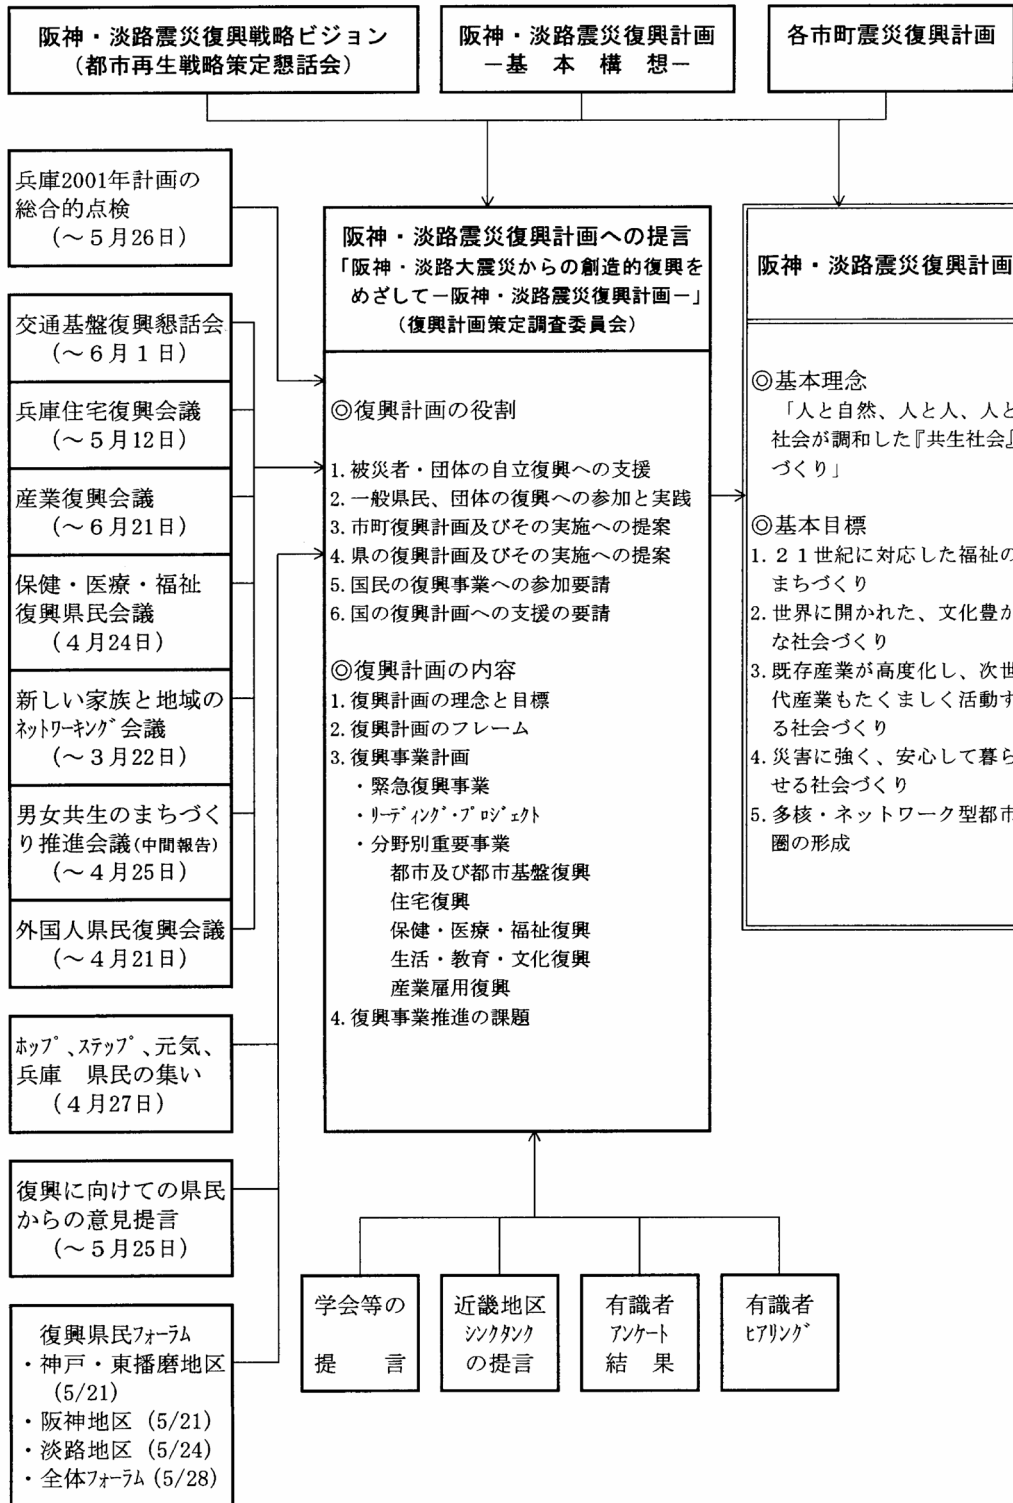 阪神・淡路震災復興戦略ビジョン
(都市再生戦略策定懇話会)
阪神・淡路震災復興計画
－基　本　構　想－
各市町震災復興計画
兵庫2001年計画の
総合的点検
(～５月26日)
交通基盤復興懇話会
(～６月１日)
兵庫住宅復興会議
(～５月12日)
産業復興会議
(～６月21日)
保健・医療・福祉
復興県民会議
(４月24日)
新しい家族と地域の
ﾈｯﾄﾜｰｷﾝｸﾞ会議
(～３月22日)
男女共生のまちづく
り推進会議(中間報告)
(～４月25日)
外国人県民復興会議
(～４月21日)
ﾎｯﾌﾟ､ｽﾃｯﾌﾟ､元気、
兵庫　県民の集い
(４月27日)
復興に向けての県民
からの意見提言
(～５月25日)
復興県民ﾌｫｰﾗﾑ
・神戸・東播磨地区
(5/21)
・阪神地区 (5/21)
・淡路地区 (5/24)
・全体ﾌｫｰﾗﾑ (5/28)
阪神・淡路震災復興計画への提言
「阪神・淡路大震災からの創造的復興を
めざして－阪神・淡路震災復興計画－」
(復興計画策定調査委員会)
◎復興計画の役割
1.被災者・団体の自立復興への支援
2.一般県民、団体の復興への参加と実践
3.市町復興計画及びその実施への提案
4.県の復興計画及びその実施への提案
5.国民の復興事業への参加要請
6.国の復興計画への支援の要請
◎復興計画の内容
1.復興計画の理念と目標
2.復興計画のフレーム
3.復興事業計画
・緊急復興事業
・ﾘｰﾃﾞｨﾝｸﾞ・ﾌﾟﾛｼﾞｪｸﾄ
・分野別重要事業
都市及び都市基盤復興
住宅復興
保健・医療・福祉復興
生活・教育・文化復興
産業雇用復興
4.復興事業推進の課題
学会等の
提　　言
近畿地区
ｼﾝｸﾀﾝｸ
の提言
有識者
ｱﾝｹｰﾄ
結　果
有識者
ﾋｱﾘﾝｸﾞ
阪神・淡路震災復興計画
◎基本理念
「人と自然、人と人、人と
社会が調和した『共生社会』
づくり」
◎基本目標
1.２１世紀に対応した福祉の
まちづくり
2.世界に開かれた、文化豊か
な社会づくり
3.既存産業が高度化し、次世
代産業もたくましく活動す
る社会づくり
4.災害に強く、安心して暮ら
せる社会づくり
5.多核・ネットワーク型都市
圏の形成